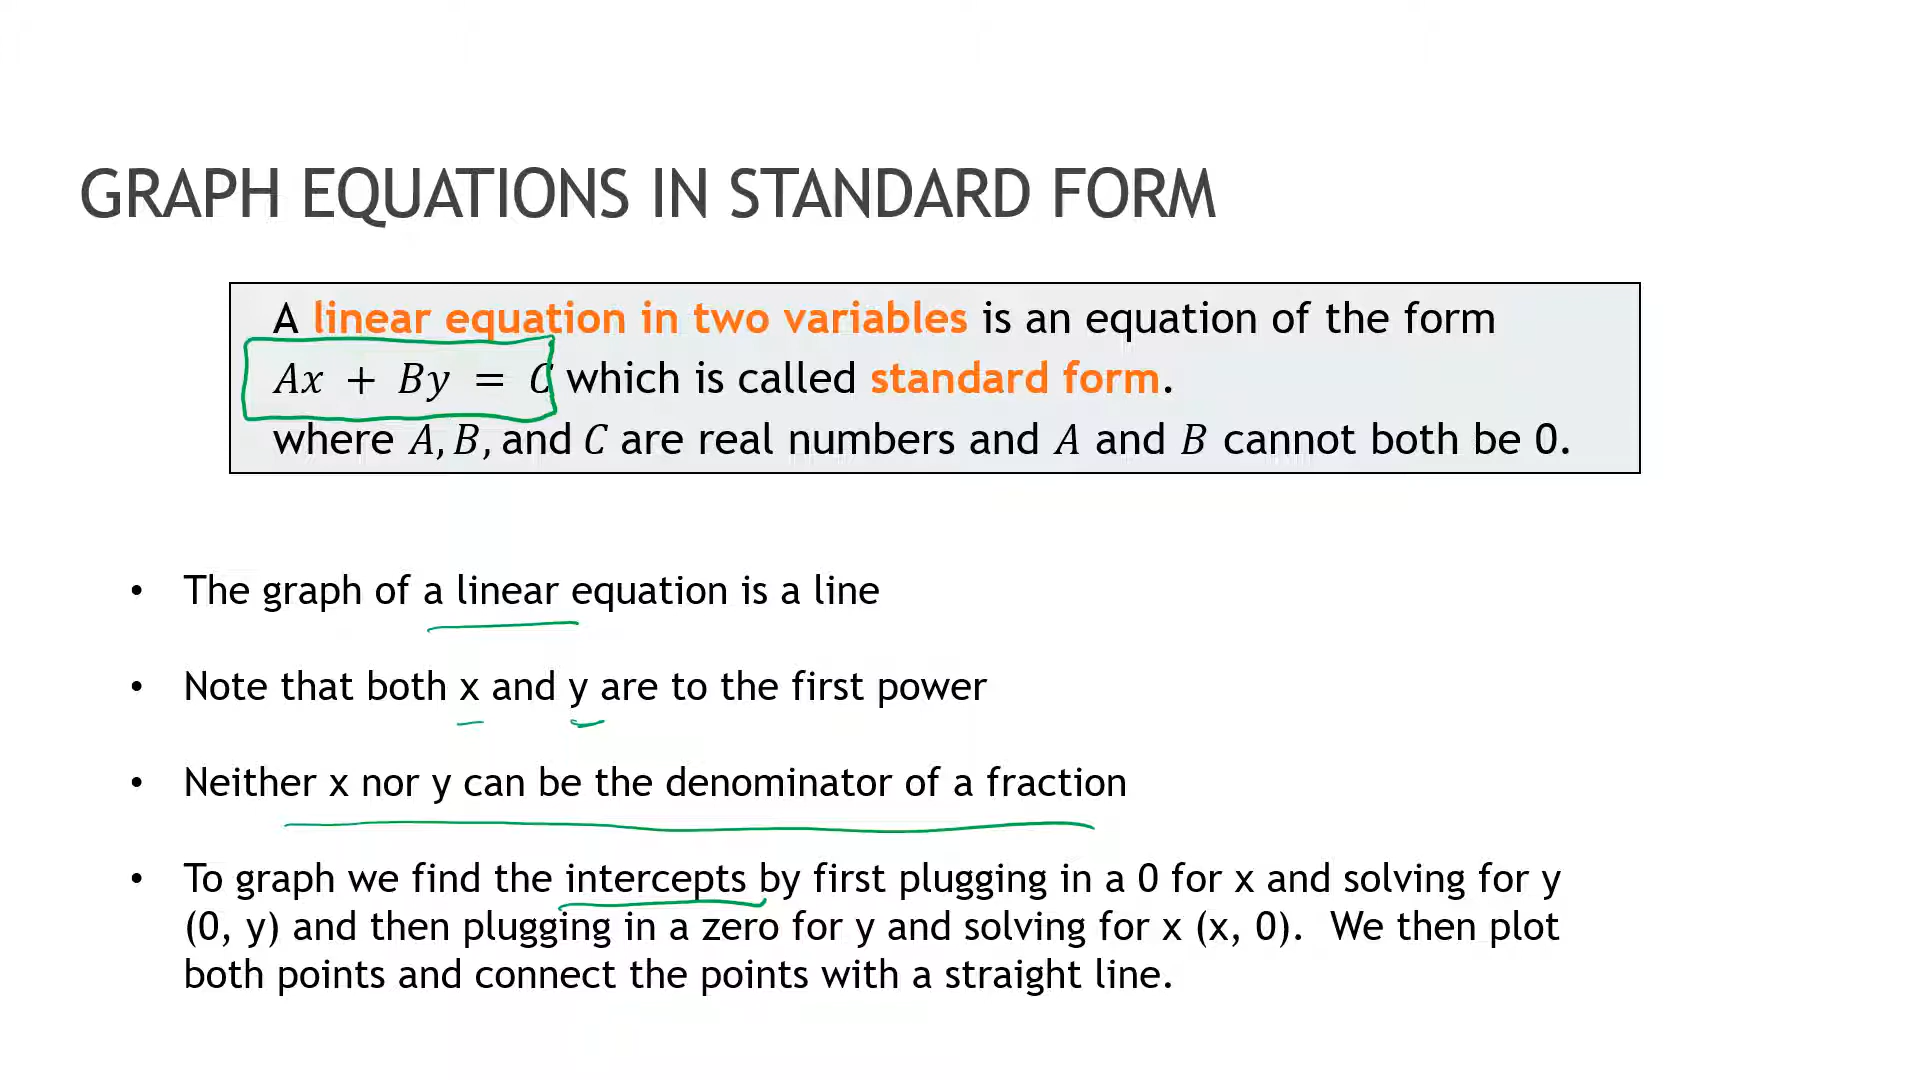 GRAPH EQUATIONS IN STANDARD FORM
A linear equation in two variables is an equation of the form
Ax + By = C which is called standard form.
where A, B, and C are real numbers and A and B cannot both be 0.
• The graph of a linear equation is a line
• Note that both x and y are to the first power
• Neither x nor y can be the denominator of a fraction
• To graph we find the intercepts by first plugging in a 0 for x and solving for y
(0, y) and then plugging in a zero for y and solving for x (x, 0).  We then plot
both points and connect the points with a straight line.